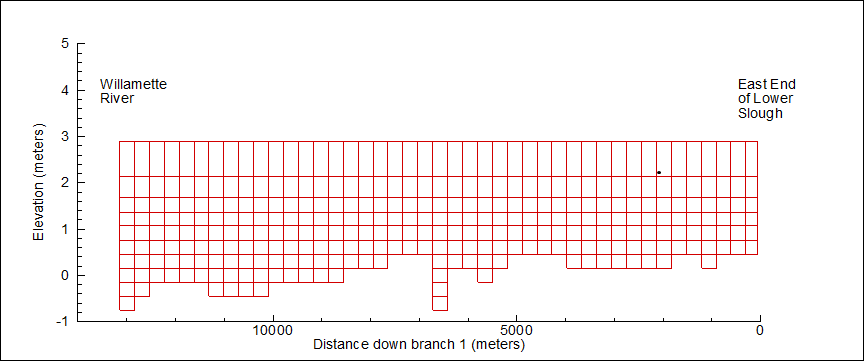 5
4
3
2
1
0
-1
Elevation (meters)
Willamette
River
East End
of Lower
Slough
10000
5000
0
Distance down branch 1 (meters)